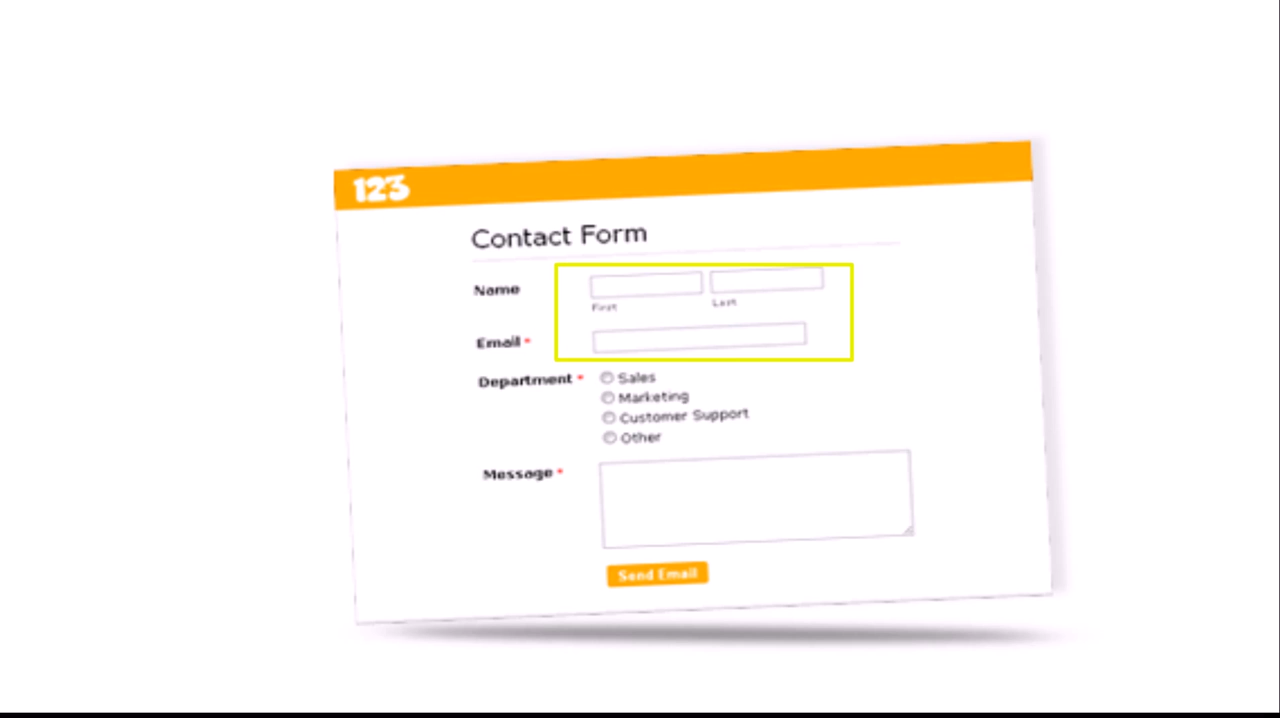 123
Contact Form
Name
First Last
Email *
Department * Sales
Marketing
Customer Support
Other
Message *
Send Email